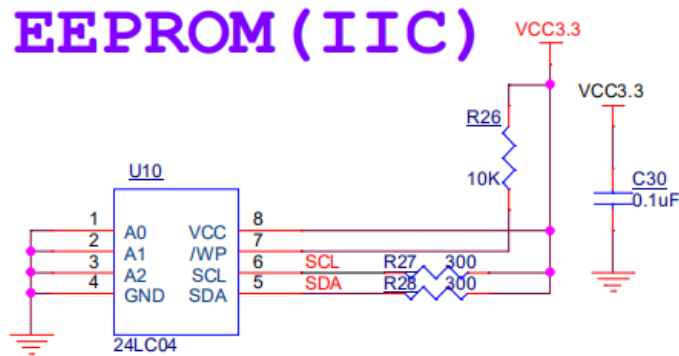 EEPROM(IIC)
VCC3.3
VCC3.3
R26
10K
C30
0.1uF
U10
1 A0 VCC 8
2 A1 /WP 7
3 A2 SCL 6 SCL R27 300
4 GND SDA 5 SDA R28 300
24LC04